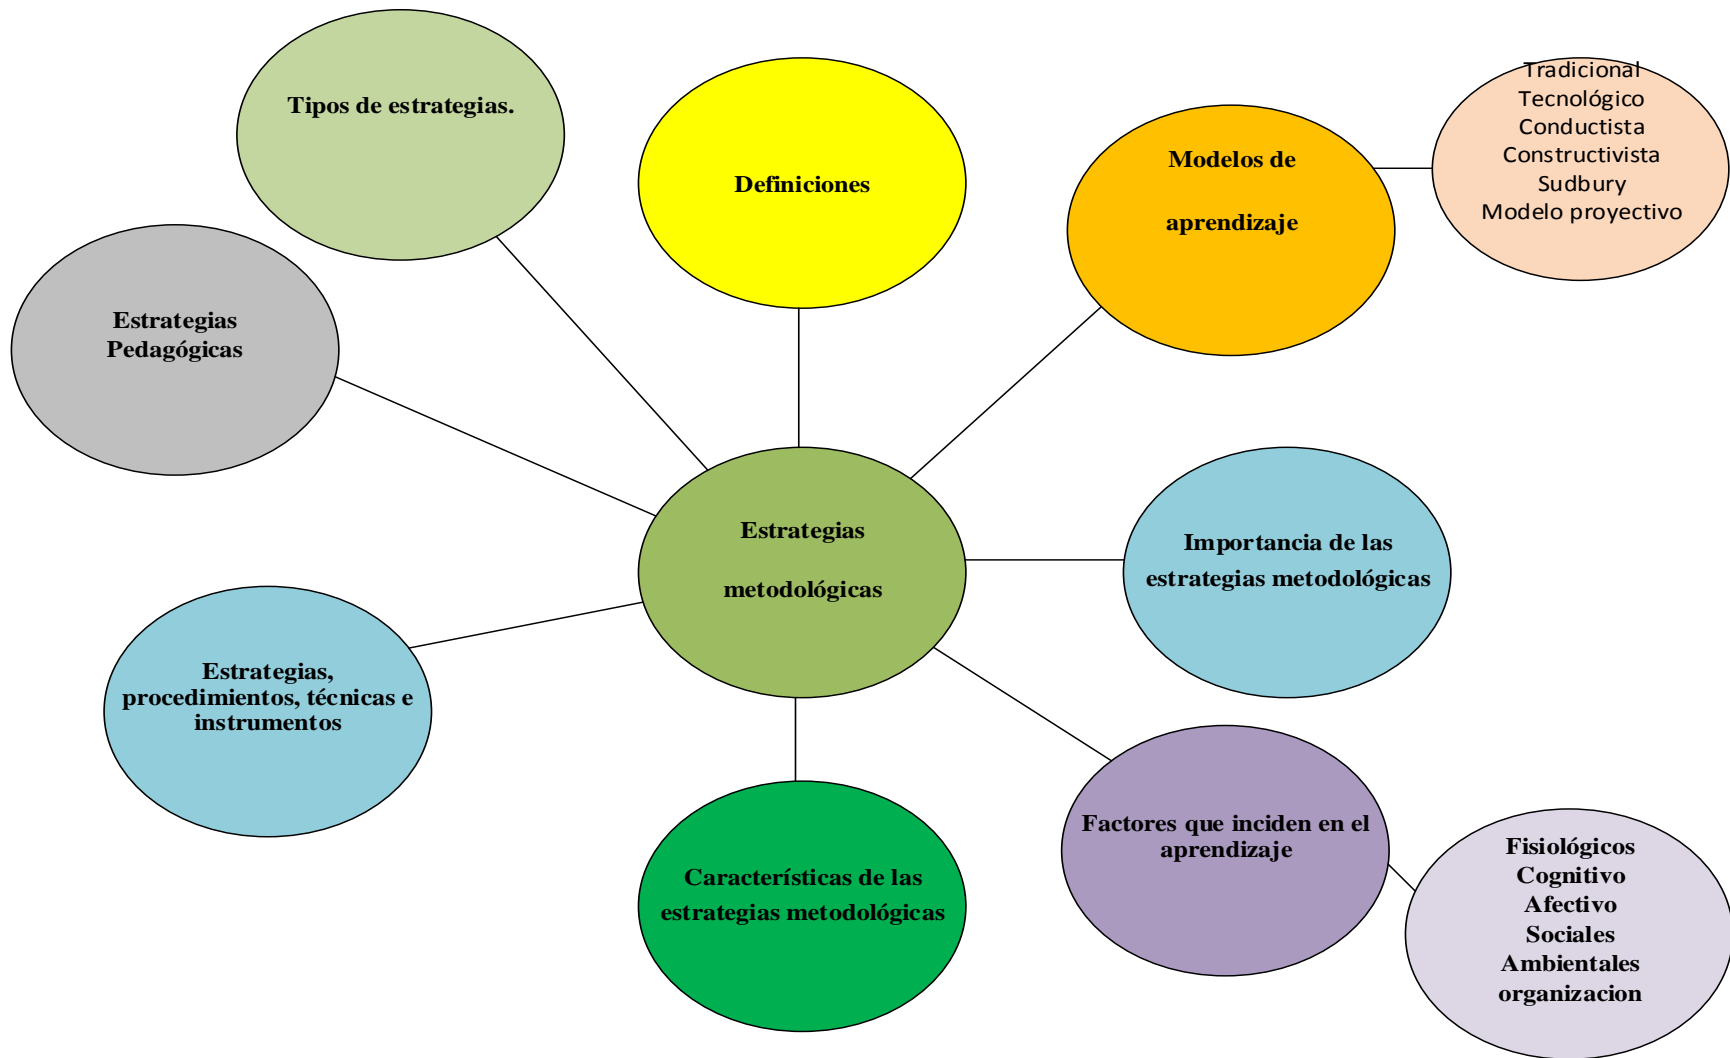 Tipos de estrategias.
Definiciones
Modelos de
aprendizaje
Tradicional
Tecnológico
Conductista
Constructivista
Sudbury
Modelo proyectivo
Estrategias
Pedagógicas
Estrategias
metodológicas
Importancia de las
estrategias metodológicas
Estrategias,
procedimientos, técnicas e
instrumentos
Factores que inciden en el
aprendizaje
Características de las
estrategias metodológicas
Fisiológicos
Cognitivo
Afectivo
Sociales
Ambientales
organizacion